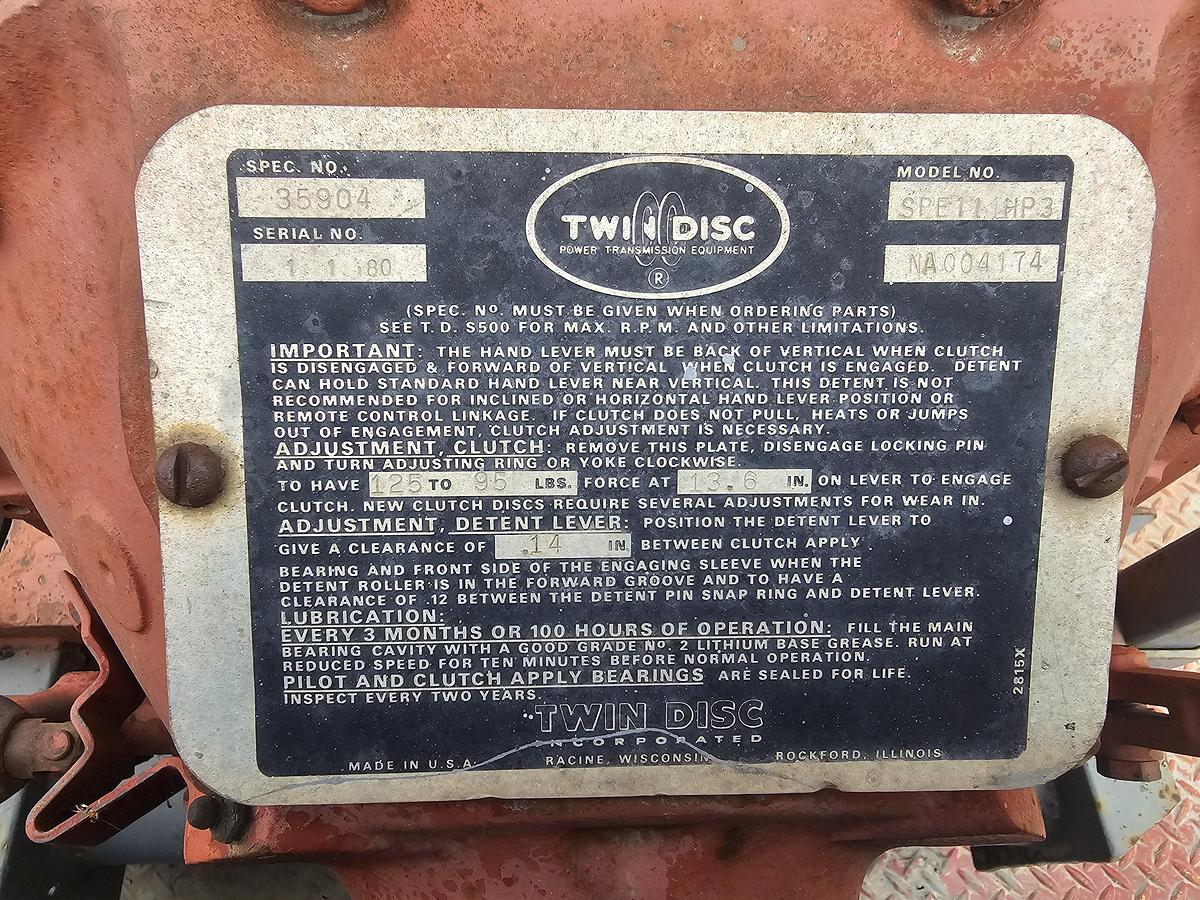 SPEC. NO.
35904
SERIAL NO.
TWIN DISC
POWER TRANSMISSION EQUIPMENT
®
MODEL NO.
SPE111HP3
NA004174
(SPEC. Nº. MUST BE GIVEN WHEN ORDERING PARTS)
SEE T.D. S500 FOR MAX. R.P.M. AND OTHER LIMITATIONS.
IMPORTANT: THE HAND LEVER MUST BE BACK OF VERTICAL WHEN CLUTCH
IS DISENGAGED & FORWARD OF VERTICAL WHEN CLUTCH IS ENGAGED. DETENT
CAN HOLD STANDARD HAND LEVER NEAR VERTICAL. THIS DETENT IS NOT
RECOMMENDED FOR INCLINED OR HORIZONTAL HAND LEVER POSITION OR
REMOTE CONTROL LINKAGE. IF CLUTCH DOES NOT PULL, HEATS OR JUMPS
OUT OF ENGAGEMENT, CLUTCH ADJUSTMENT IS NECESSARY.
ADJUSTMENT, CLUTCH: REMOVE THIS PLATE, DISENGAGE LOCKING PIN
AND TURN ADJUSTING RING OR YOKE CLOCKWISE.
TO HAVE 125 TO 95 LBS. FORCE AT 13.6 IN. ON LEVER TO ENGAGE
CLUTCH. NEW CLUTCH DISCS REQUIRE SEVERAL ADJUSTMENTS FOR WEAR IN.
ADJUSTMENT, DETENT LEVER: POSITION THE DETENT LEVER TO
GIVE A CLEARANCE OF .14 IN. BETWEEN CLUTCH APPLY
BEARING AND FRONT SIDE OF THE ENGAGING SLEEVE WHEN THE
DETENT ROLLER IS IN THE FORWARD GROOVE AND TO HAVE A
CLEARANCE OF .12 BETWEEN THE DETENT PIN SNAP RING AND DETENT LEVER.
LUBRICATION:
EVERY 3 MONTHS OR 100 HOURS OF OPERATION: FILL THE MAIN
BEARING CAVITY WITH A GOOD GRADE Nº. 2 LITHIUM BASE GREASE. RUN AT
REDUCED SPEED FOR TEN MINUTES BEFORE NORMAL OPERATION.
PILOT AND CLUTCH APPLY BEARINGS ARE SEALED FOR LIFE.
INSPECT EVERY TWO YEARS.
2815X
TWIN DISC
INCORPORATED
MADE IN U.S.A. RACINE, WISCONSIN ROCKFORD, ILLINOIS